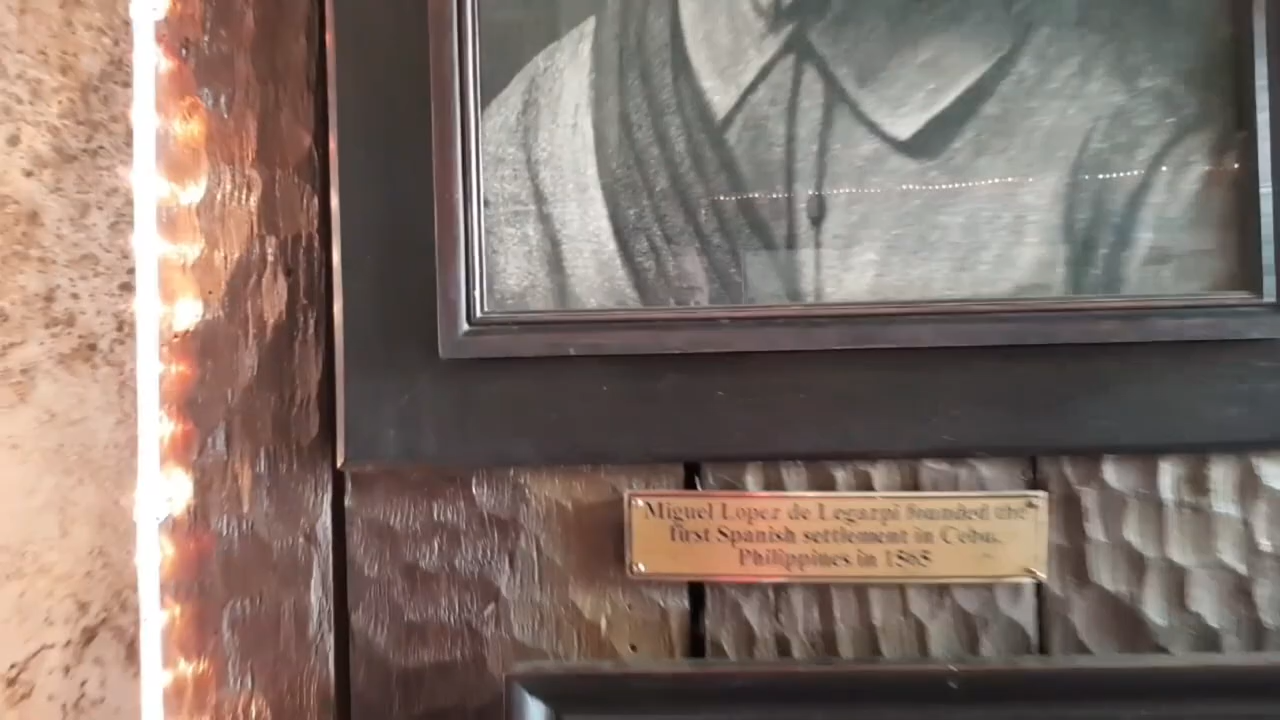 Miguel Lopez de Legazpi founded the
first Spanish settlement in Cebu,
Philippines in 1565